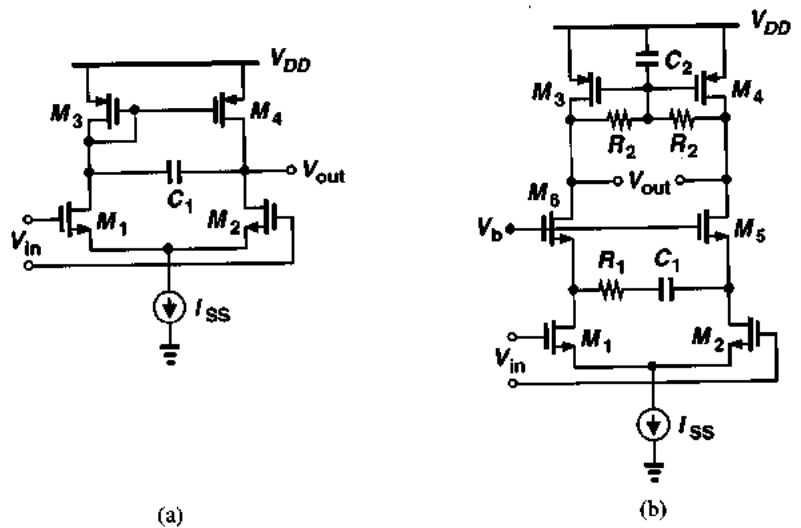 V_DD
M_3
M_4
C_1
V_out
M_1
M_2
V_in
I_SS
(a)
V_DD
C_2
M_3
M_4
R_2
R_2
V_out
M_6
M_5
V_b
R_1
C_1
M_1
M_2
V_in
I_SS
(b)